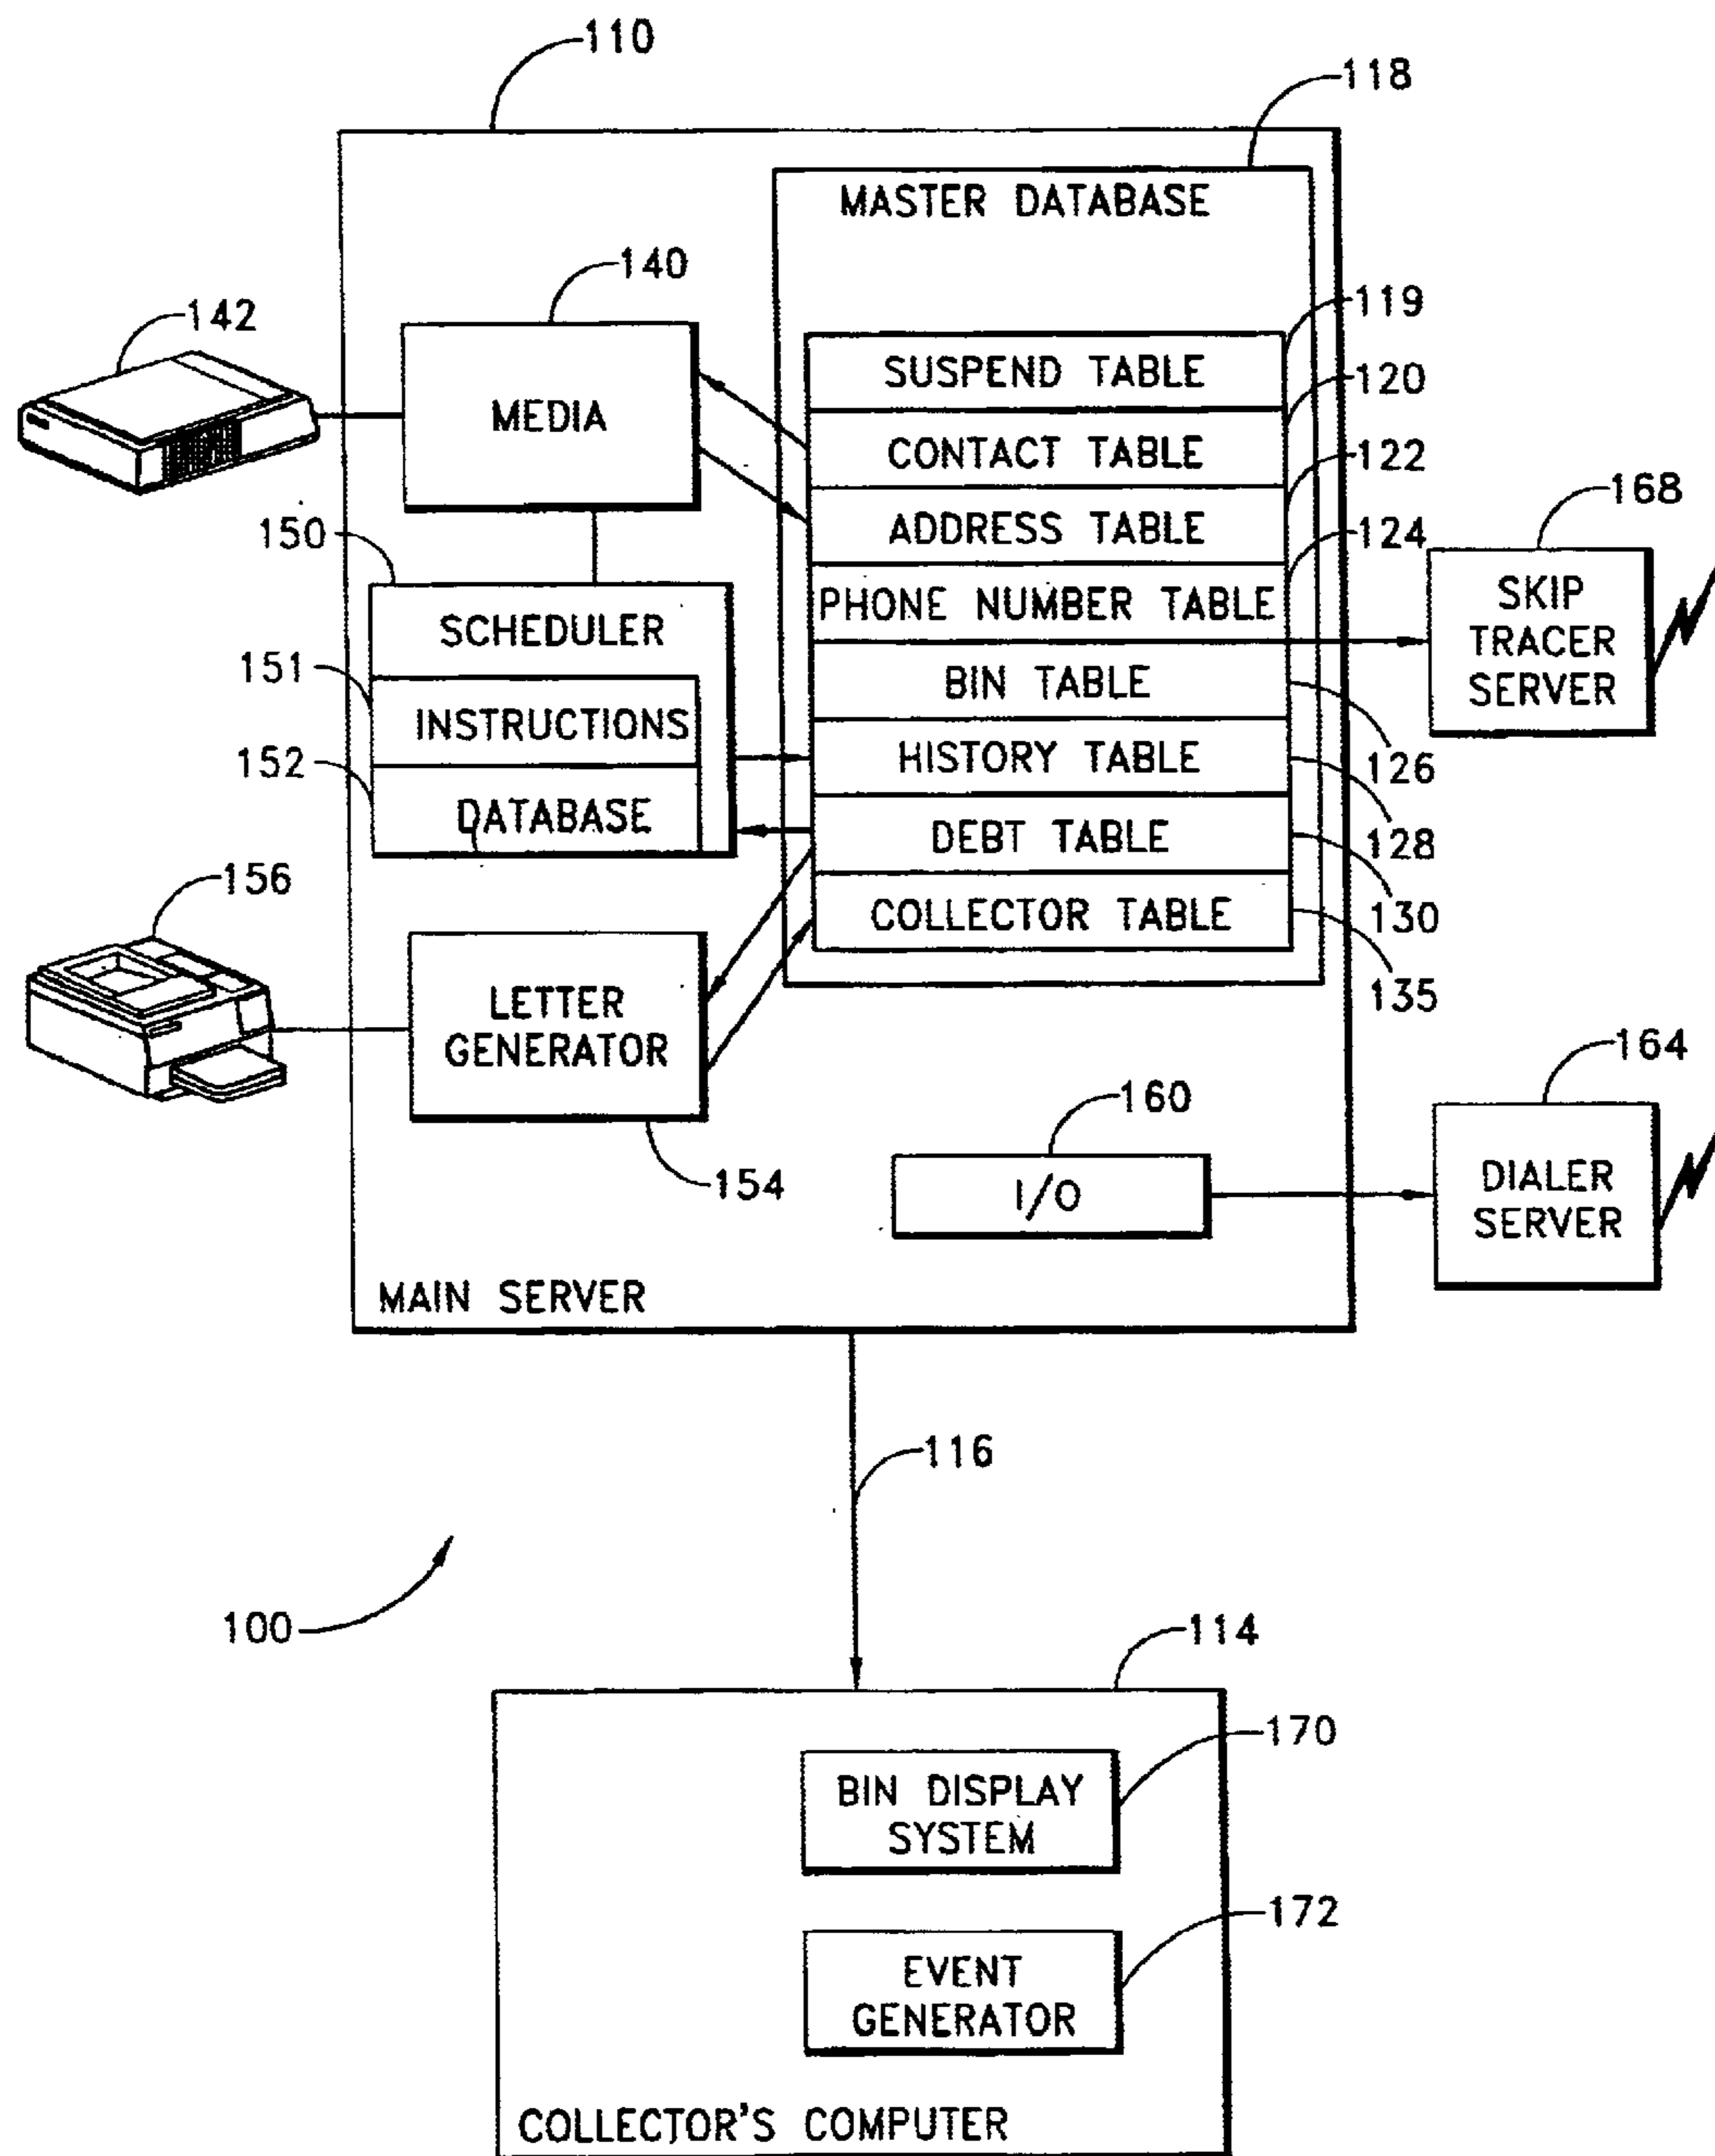 110
118
MASTER DATABASE
140
142
119
SUSPEND TABLE
120
MEDIA
CONTACT TABLE
122
ADDRESS TABLE
168
150
124
PHONE NUMBER TABLE
SKIP
TRACER
SERVER
SCHEDULER
151
BIN TABLE
INSTRUCTIONS
126
152
HISTORY TABLE
DATABASE
DEBT TABLE
128
156
COLLECTOR TABLE
130
135
LETTER
GENERATOR
164
160
154
I/O
DIALER
SERVER
MAIN SERVER
116
100
114
170
BIN DISPLAY
SYSTEM
172
EVENT
GENERATOR
COLLECTOR'S COMPUTER